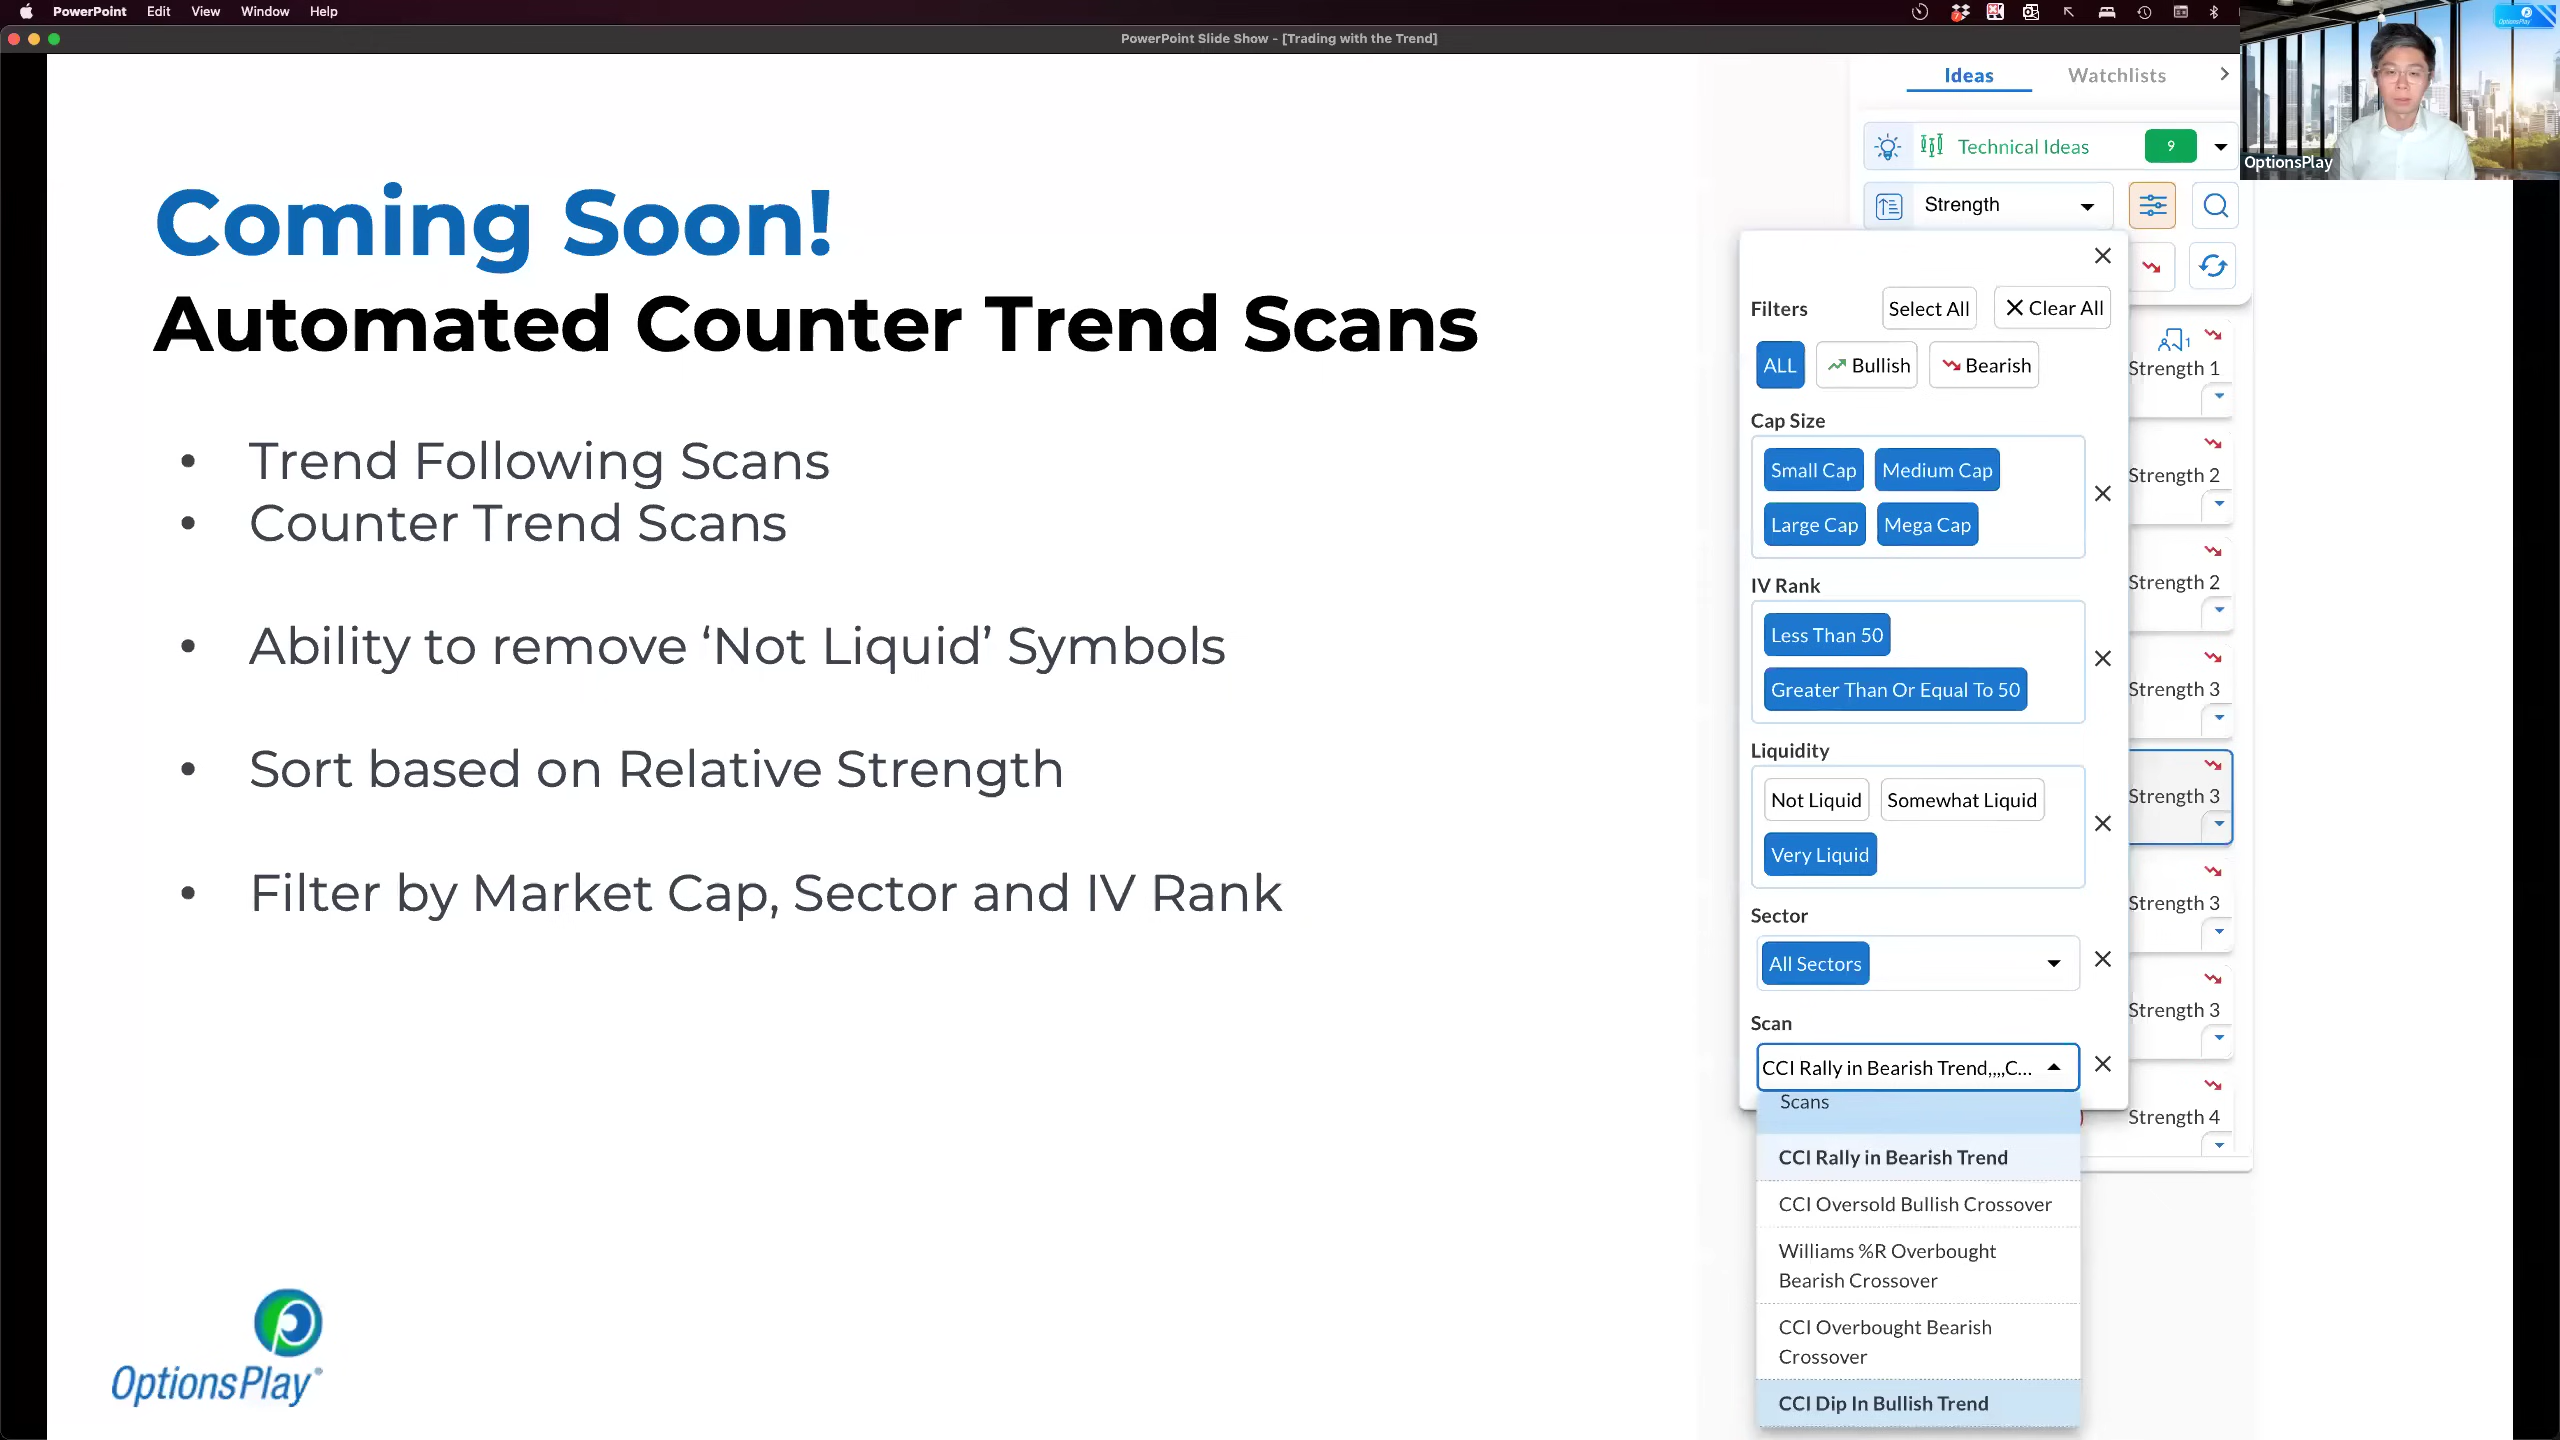 PowerPoint Edit View Window Help
PowerPoint Slide Show - [Trading with the Trend]
Coming Soon!
Automated Counter Trend Scans
• Trend Following Scans
• Counter Trend Scans
• Ability to remove ‘Not Liquid’ Symbols
• Sort based on Relative Strength
• Filter by Market Cap, Sector and IV Rank
OptionsPlay®
Ideas Watchlists
Technical Ideas 9
Strength
Filters Select All Clear All
ALL Bullish Bearish
Cap Size
Small Cap Medium Cap
Large Cap Mega Cap
IV Rank
Less Than 50
Greater Than Or Equal To 50
Liquidity
Not Liquid Somewhat Liquid
Very Liquid
Sector
All Sectors
Scan
CCI Rally in Bearish Trend,,,,C...
Scans
CCI Rally in Bearish Trend
CCI Oversold Bullish Crossover
Williams %R Overbought
Bearish Crossover
CCI Overbought Bearish
Crossover
CCI Dip In Bullish Trend
1
Strength 1
Strength 2
Strength 2
Strength 3
Strength 3
Strength 3
Strength 3
Strength 4
OptionsPlay
OptionsPlay